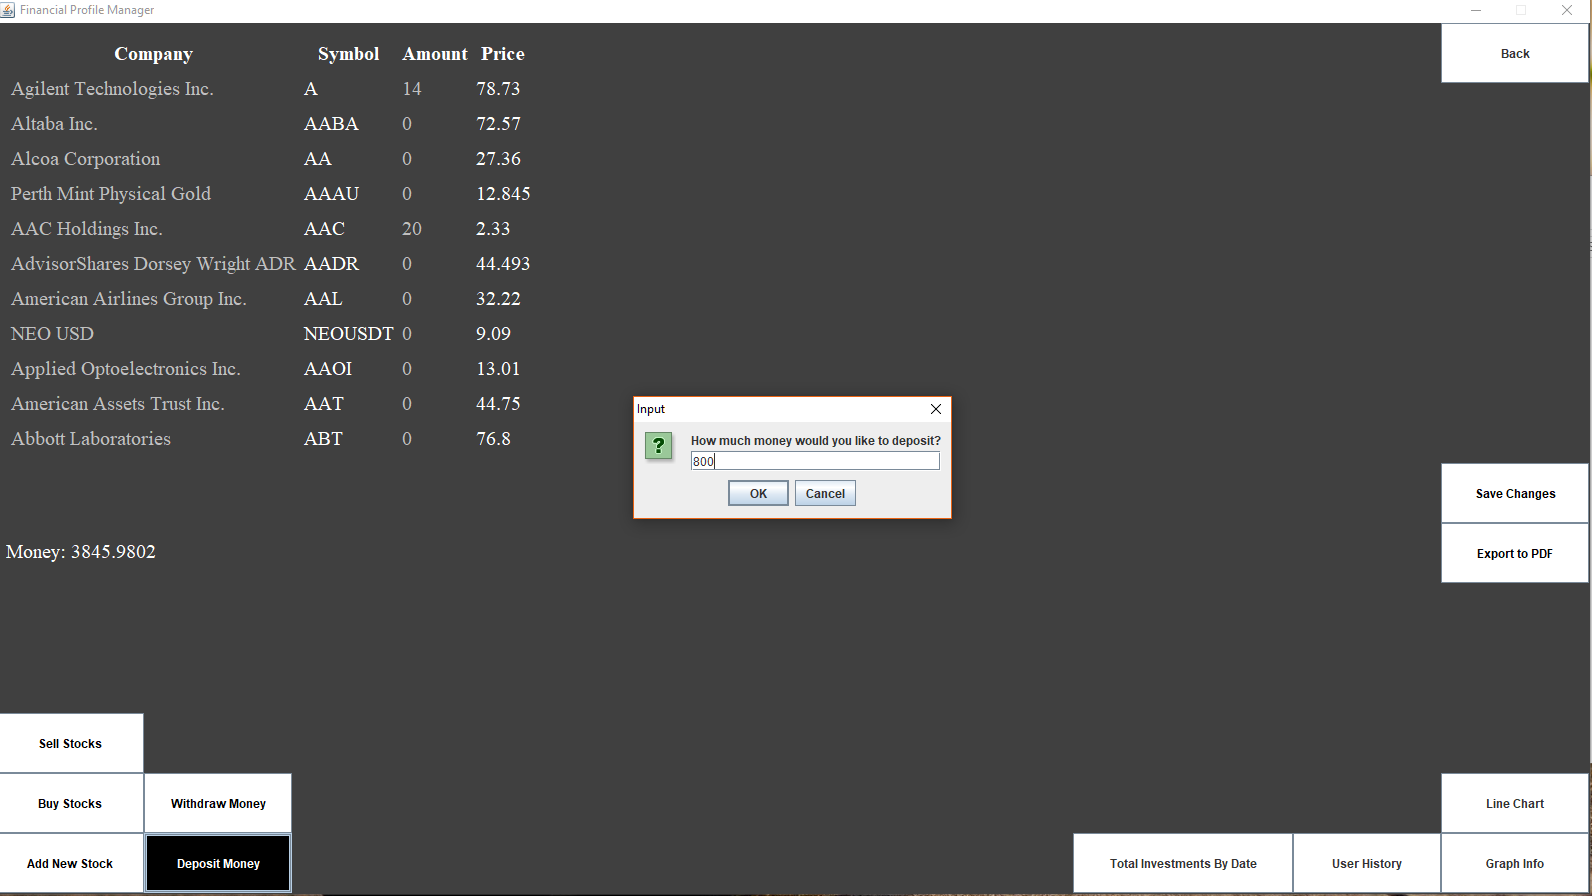 Financial Profile Manager
Company Symbol Amount Price
Agilent Technologies Inc. A 14 78.73
Altaba Inc. AABA 0 72.57
Alcoa Corporation AA 0 27.36
Perth Mint Physical Gold AAAU 0 12.845
AAC Holdings Inc. AAC 20 2.33
AdvisorShares Dorsey Wright ADR AADR 0 44.493
American Airlines Group Inc. AAL 0 32.22
NEO USD NEOUSDT 0 9.09
Applied Optoelectronics Inc. AAOI 0 13.01
American Assets Trust Inc. AAT 0 44.75
Abbott Laboratories ABT 0 76.8
Money: 3845.9802
Back
Input
How much money would you like to deposit?
800
OK Cancel
Save Changes
Export to PDF
Sell Stocks
Buy Stocks Withdraw Money
Add New Stock Deposit Money
Line Chart
Total Investments By Date User History Graph Info